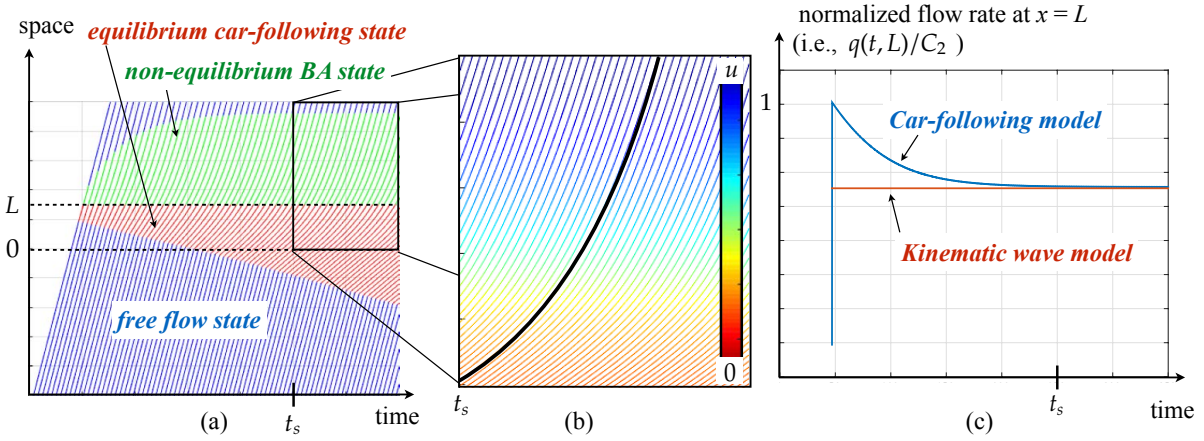 space
equilibrium car-following state
non-equilibrium BA state
L
0
free flow state
t_s
time
(a)
u
0
t_s
(b)
normalized flow rate at x = L
(i.e., q(t, L)/C_2 )
1
Car-following model
Kinematic wave model
t_s
time
(c)